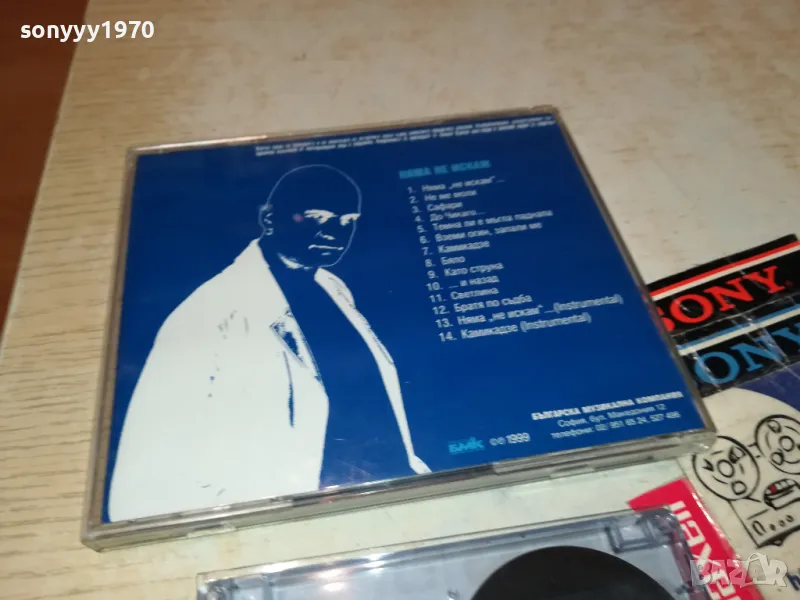 sonyyy1970
НЯМА НЕ ИСКАМ
1. Няма „не искам“...
2. Не ме моли
3. Сафари
4. До Чикаго...
5. Темна ли е мъгла паднала
6. Вземи огин, запали ме
7. Камикадзе
8. Бяло
9. Като струна
10. ... и назад
11. Светлина
12. Братя по съдба
13. Няма „не искам“ ...(Instrumental)
14. Камикадзе (Instrumental)
БЪЛГАРСКА МУЗИКАЛНА КОМПАНИЯ
София, бул. Македония 12
телефони: 02/ 951 65 24, 527 496
БМК ©℗1999
SONY
SONY
BAZAR